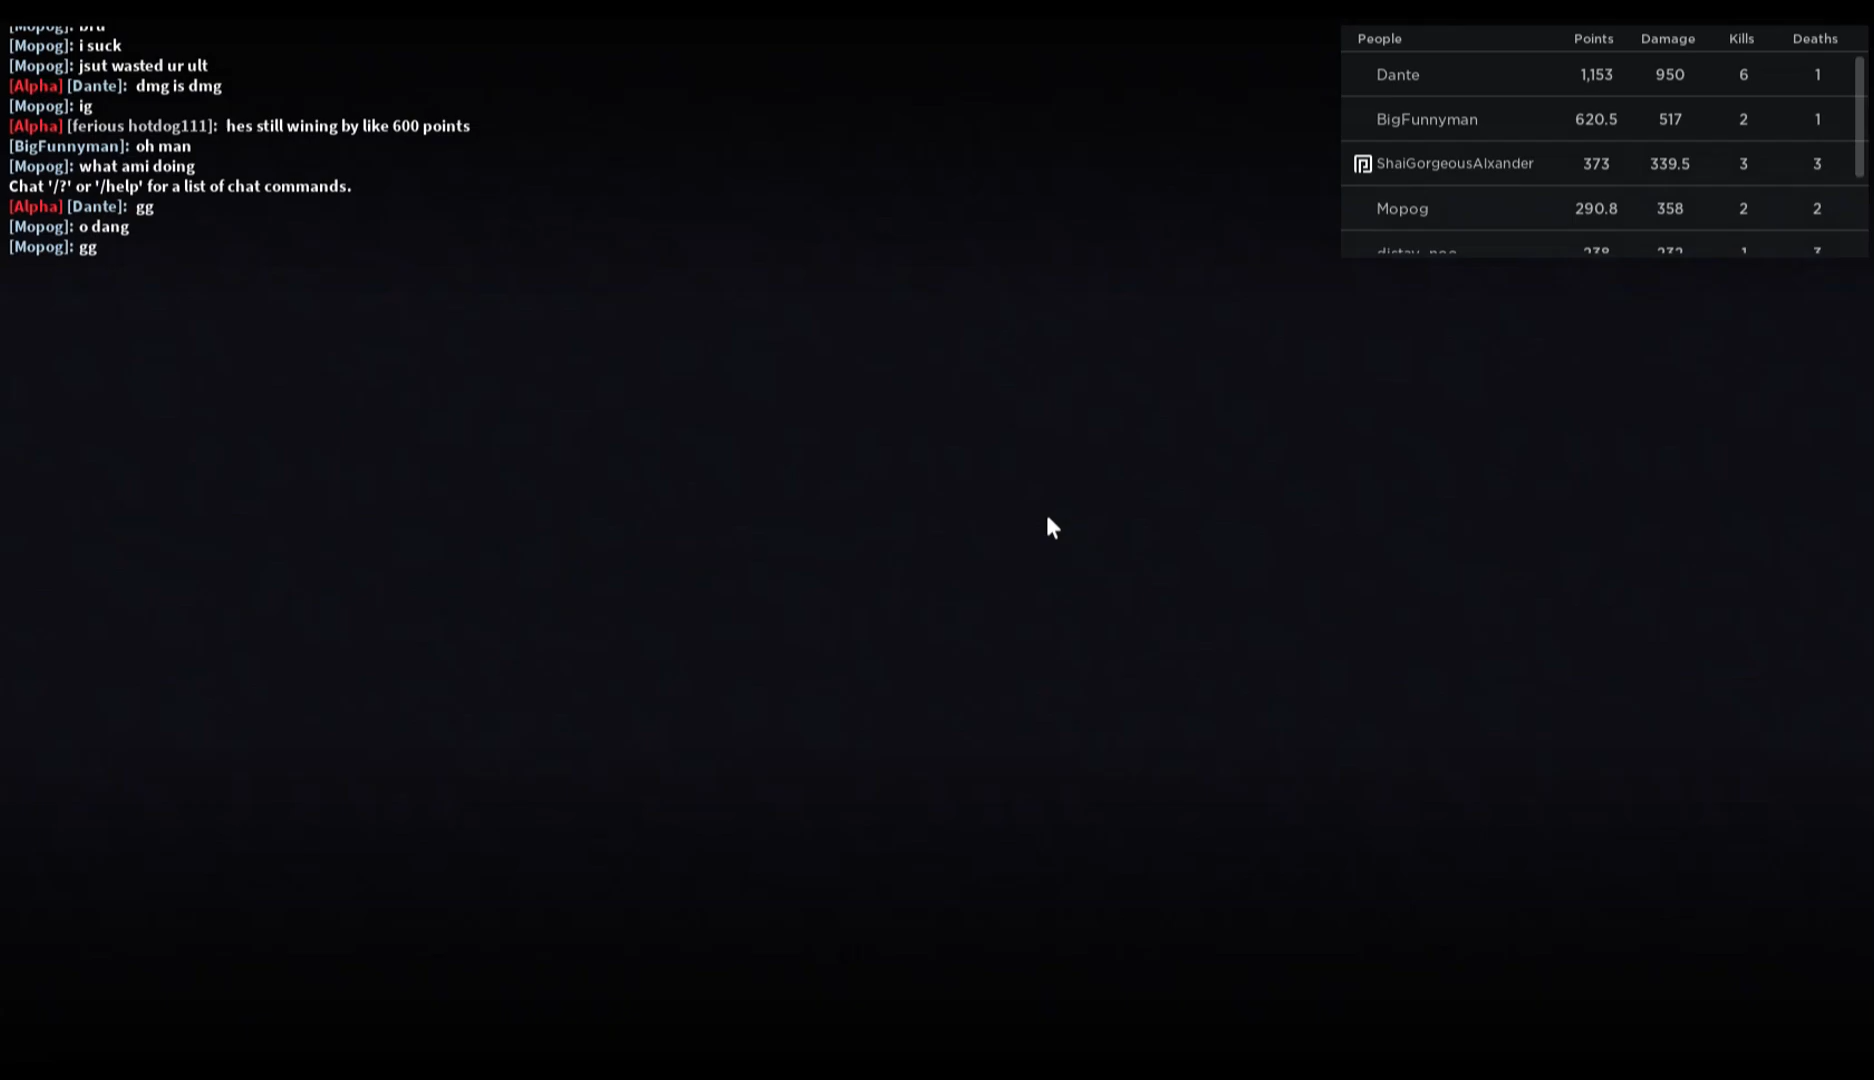 [Mopog]: bru
[Mopog]: i suck
[Mopog]: jsut wasted ur ult
[Alpha] [Dante]: dmg is dmg
[Mopog]: ig
[Alpha] [ferious hotdog111]: hes still wining by like 600 points
[BigFunnyman]: oh man
[Mopog]: what ami doing
Chat '/?' or '/help' for a list of chat commands.
[Alpha] [Dante]: gg
[Mopog]: o dang
[Mopog]: gg
People Points Damage Kills Deaths
Dante 1,153 950 6 1
BigFunnyman 620.5 517 2 1
ShaiGorgeousAlxander 373 339.5 3 3
Mopog 290.8 358 2 2